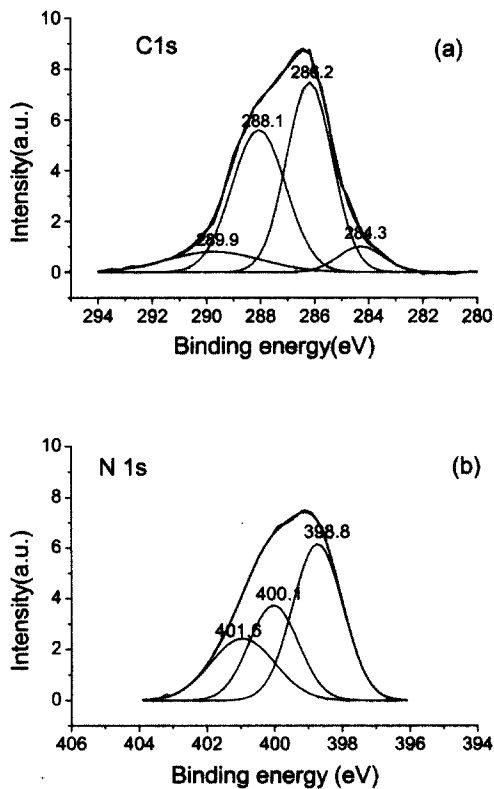 C1s
(a)
10
8
6
4
2
0
Intensity(a.u.)
289.9
288.1
286.2
284.3
294 292 290 288 286 284 282 280
Binding energy(eV)
N 1s
(b)
10
8
6
4
2
0
Intensity(a.u.)
401.6
400.1
398.8
406 404 402 400 398 396 394
Binding energy (eV)